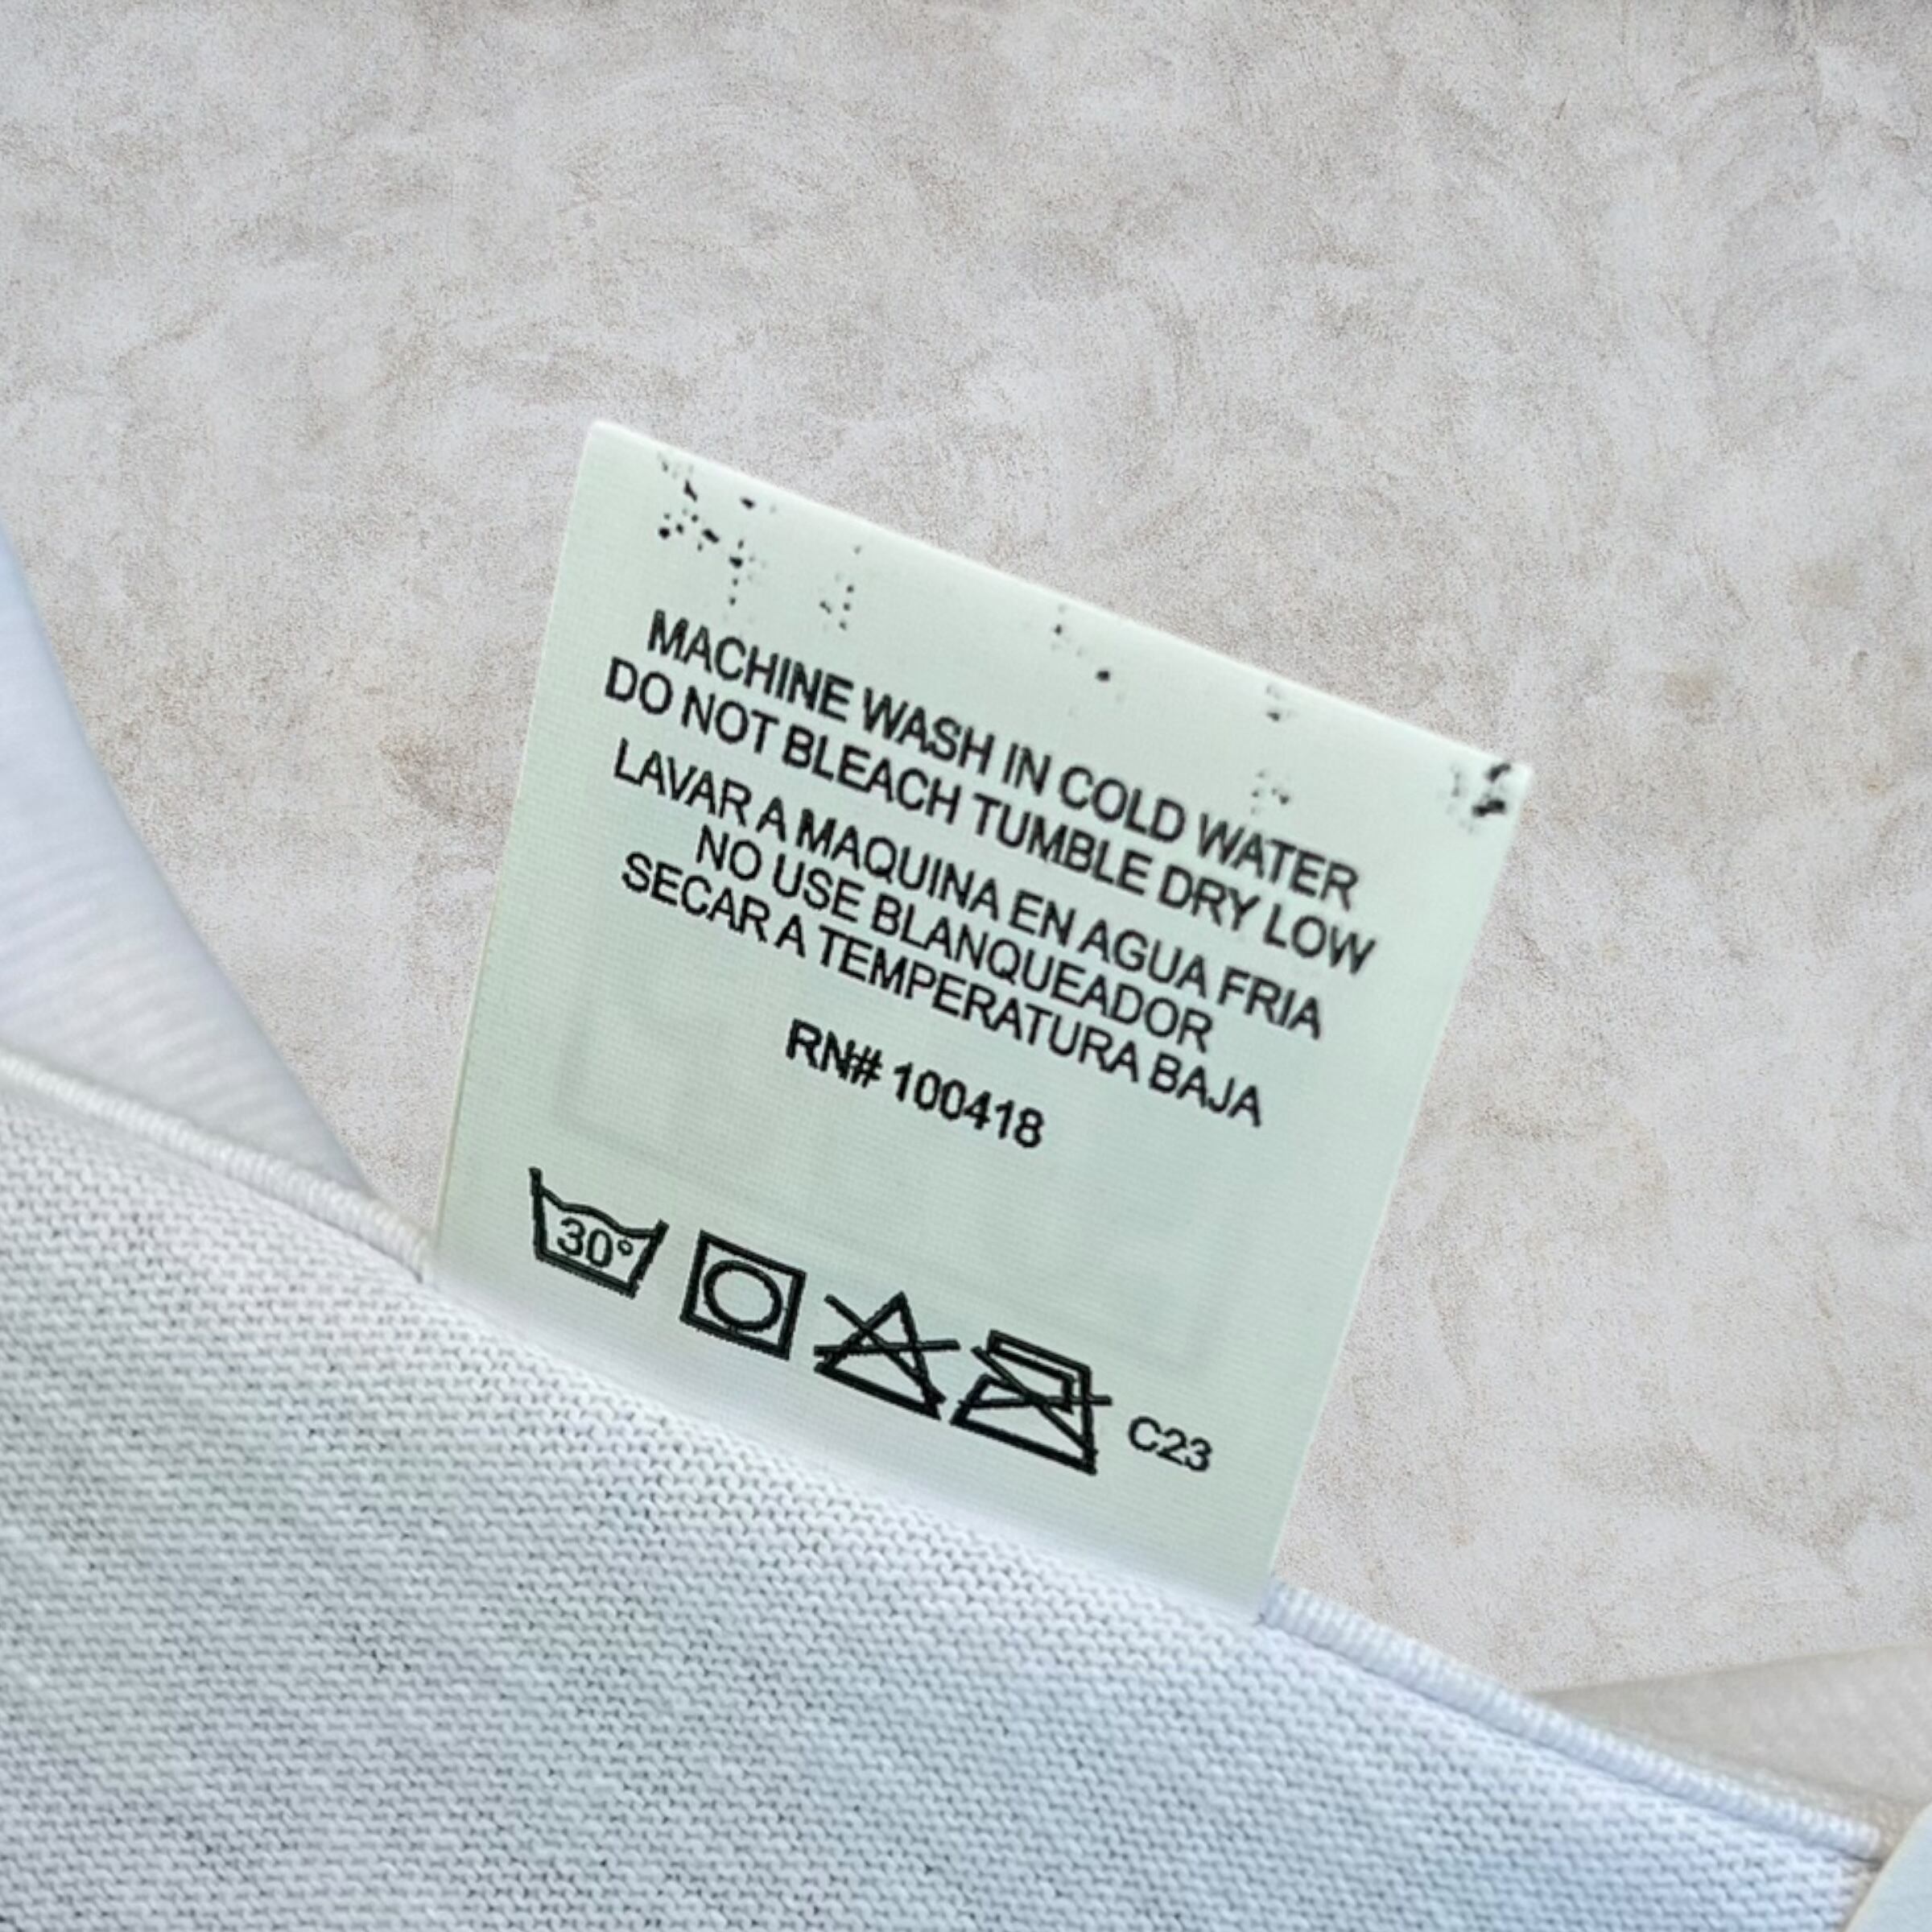 MACHINE WASH IN COLD WATER
DO NOT BLEACH TUMBLE DRY LOW
LAVAR A MAQUINA EN AGUA FRIA
NO USE BLANQUEADOR
SECAR A TEMPERATURA BAJA
RN# 100418
30°
C23